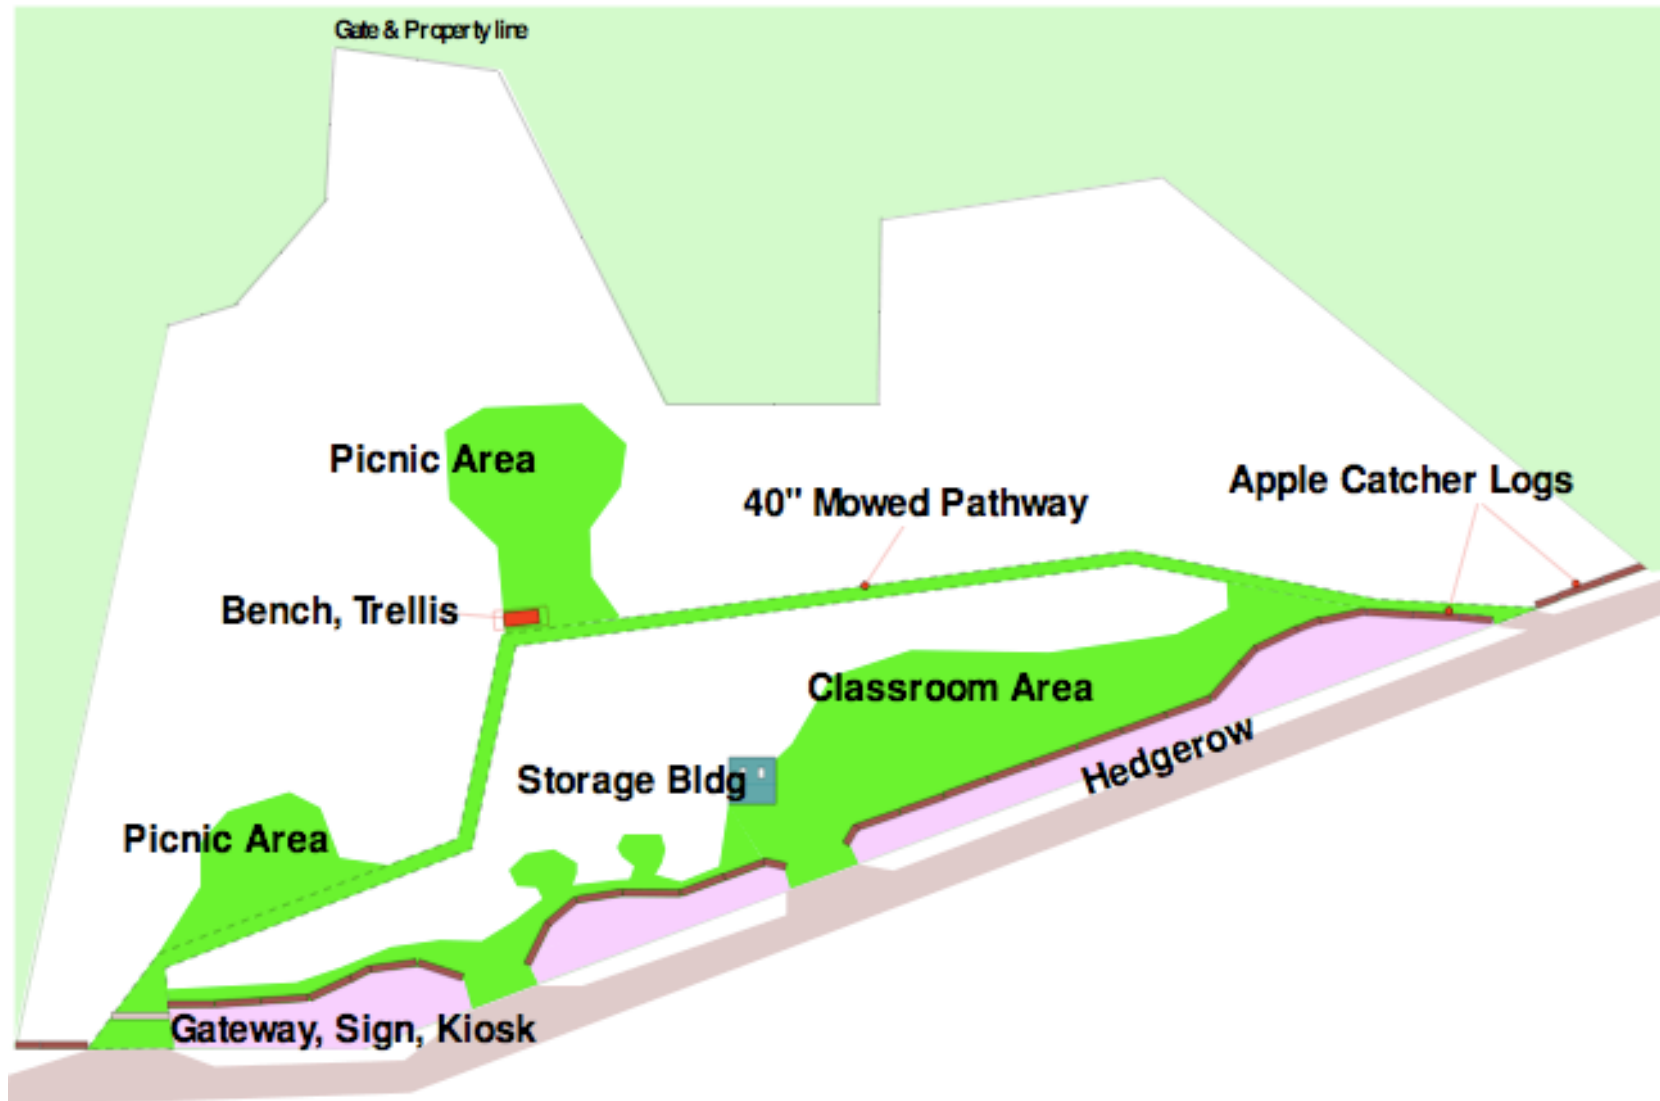 Gate & Property line
Picnic Area
40" Mowed Pathway
Apple Catcher Logs
Bench, Trellis
Classroom Area
Hedgerow
Storage Bldg
Picnic Area
Gateway, Sign, Kiosk